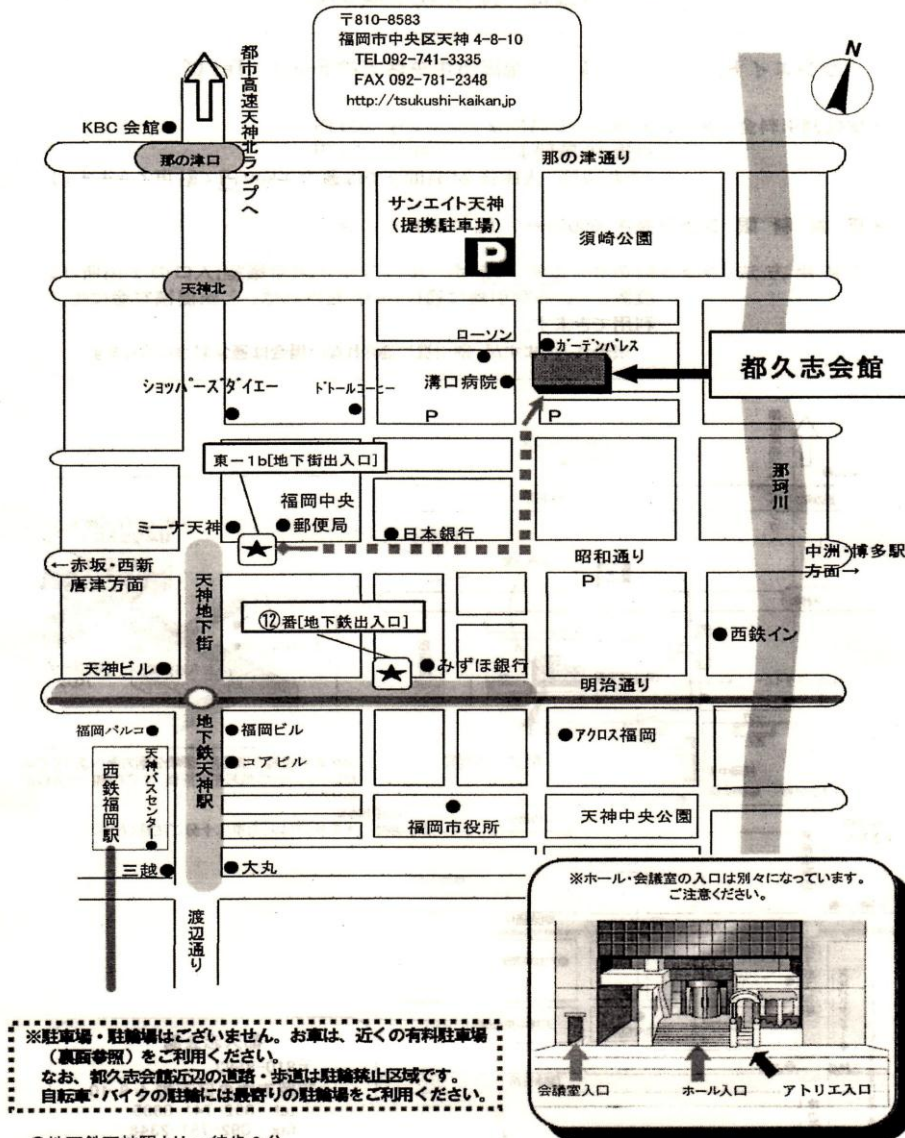 〒810-8583
福岡市中央区天神 4-8-10
TEL092-741-3335
FAX 092-781-2348
http://tsukushi-kaikan.jp
N
都市高速天神北ランプへ
KBC 会館
那の津口
那の津通り
サンエイト天神
(提携駐車場)
P
須崎公園
天神北
ローソン
ガーデンパレス
都久志会館
ショッパーズダイエー
ドトールコーヒー
溝口病院
P
P
東－1b[地下街出入口]
福岡中央
郵便局
ミーナ天神
日本銀行
那珂川
昭和通り
中洲・博多駅
方面→
←赤坂・西新
唐津方面
P
天神地下街
⑫番[地下鉄出入口]
西鉄イン
天神ビル
みずほ銀行
明治通り
福岡パルコ
地下鉄天神駅
福岡ビル
アクロス福岡
天神バスセンター
コアビル
西鉄福岡駅
福岡市役所
天神中央公園
三越
大丸
渡辺通り
※ホール・会議室の入口は別々になっています。
ご注意ください。
会議室入口
ホール入口
アトリエ入口
※駐車場・駐輪場はございません。お車は、近くの有料駐車場
（裏面参照）をご利用ください。
なお、都久志会館近辺の道路・歩道は駐輪禁止区域です。
自転車・バイクの駐輪には最寄りの駐輪場をご利用ください。